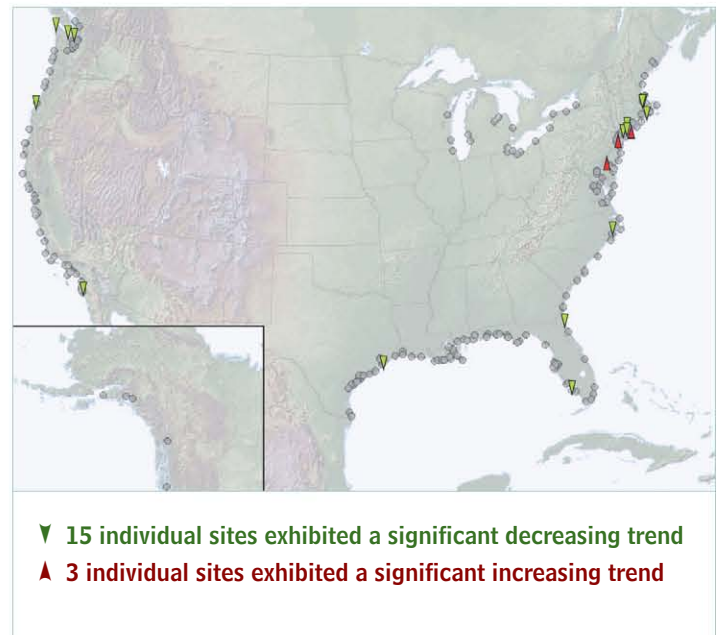 15 individual sites exhibited a significant decreasing trend
3 individual sites exhibited a significant increasing trend